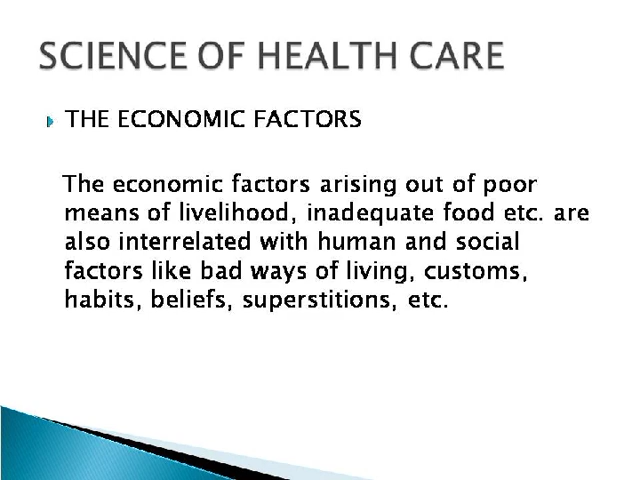 SCIENCE OF HEALTH CARE
THE ECONOMIC FACTORS
The economic factors arising out of poor
means of livelihood, inadequate food etc. are
also interrelated with human and social
factors like bad ways of living, customs,
habits, beliefs, superstitions, etc.